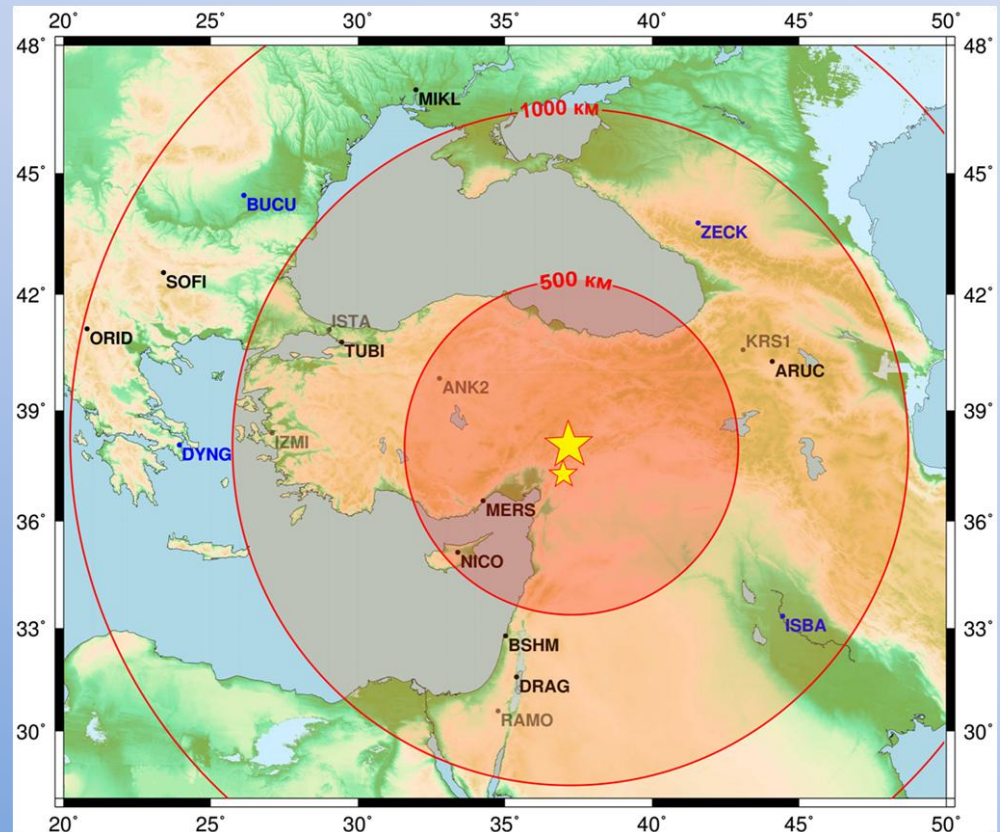 20° 25° 30° 35° 40° 45° 50°
48° 48°
MIKL
1000 км
45° 45°
BUCU
ZECK
SOFI
42° 42°
500 км
ISTA
ORID
TUBI
KRS1
ARUC
ANK2
39° 39°
IZMI
DYNG
MERS
36° 36°
NICO
33° 33°
ISBA
BSHM
DRAG
RAMO
30° 30°
20° 25° 30° 35° 40° 45° 50°